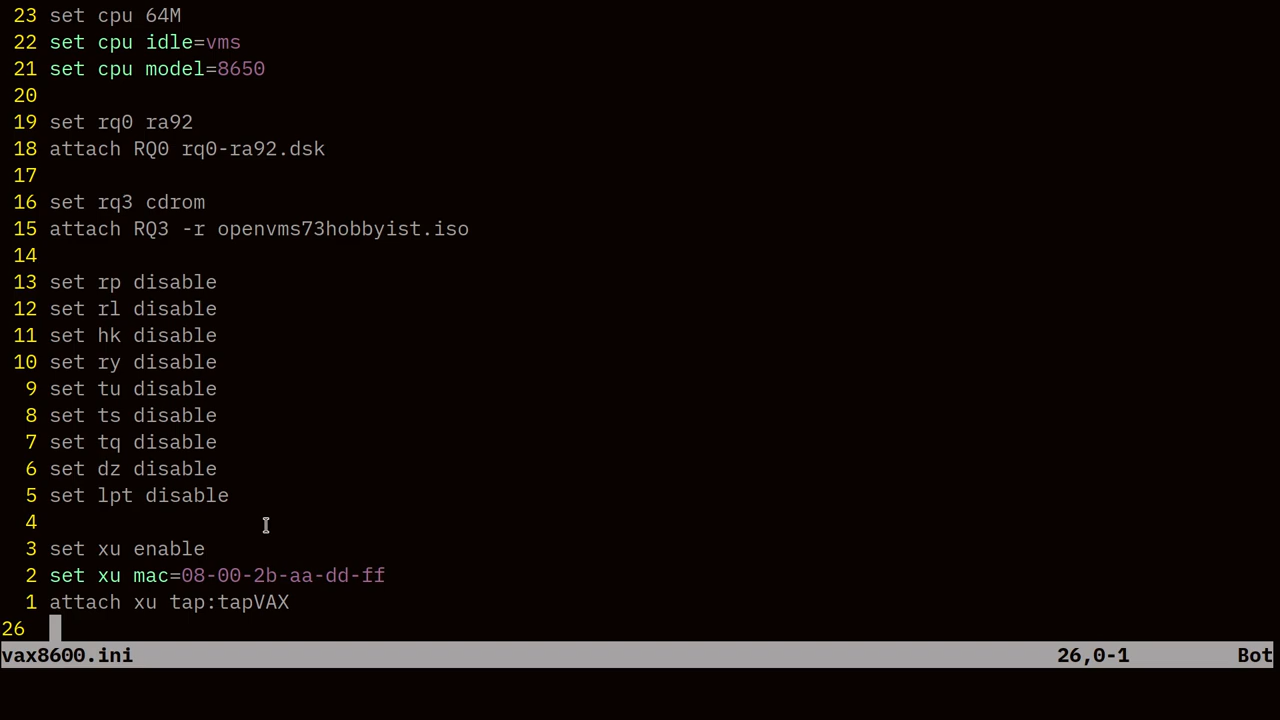 23 set cpu 64M
22 set cpu idle=vms
21 set cpu model=8650
20
19 set rq0 ra92
18 attach RQ0 rq0-ra92.dsk
17
16 set rq3 cdrom
15 attach RQ3 -r openvms73hobbyist.iso
14
13 set rp disable
12 set rl disable
11 set hk disable
10 set ry disable
9 set tu disable
8 set ts disable
7 set tq disable
6 set dz disable
5 set lpt disable
4
3 set xu enable
2 set xu mac=08-00-2b-aa-dd-ff
1 attach xu tap:tapVAX
26
vax8600.ini 26,0-1 Bot